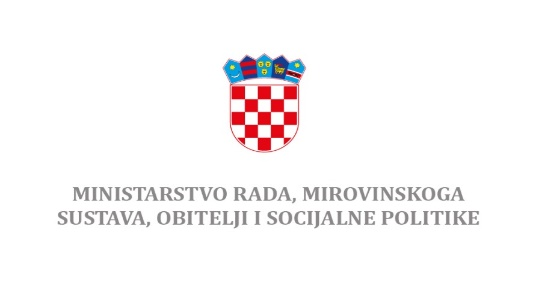 MINISTARSTVO RADA, MIROVINSKOGA
SUSTAVA, OBITELJI I SOCIJALNE POLITIKE